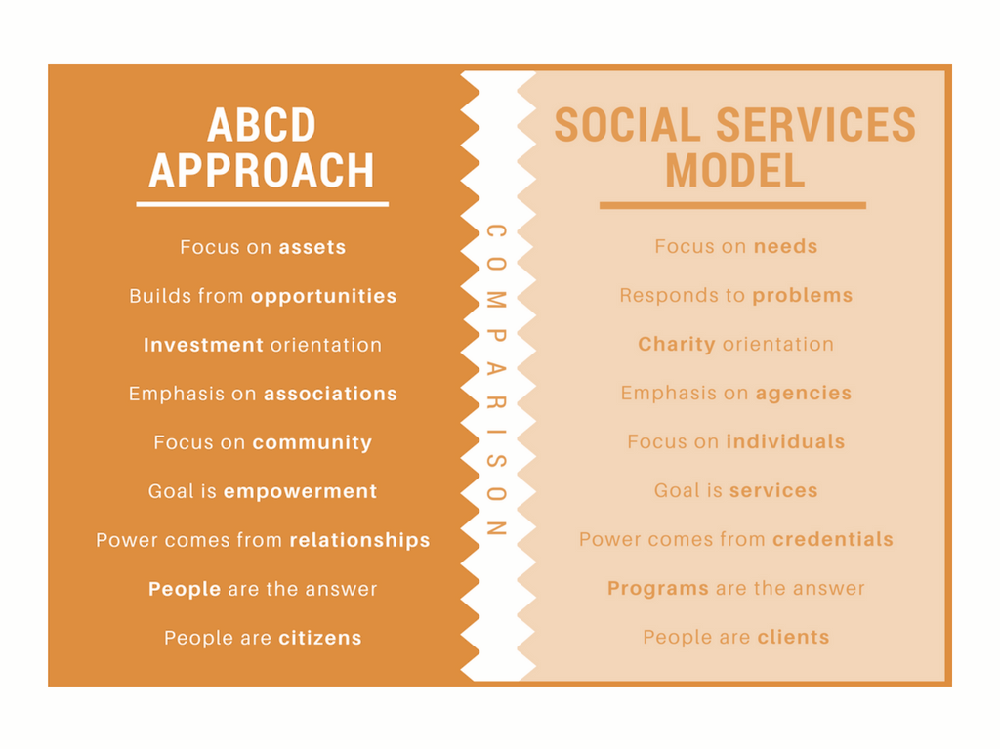 ABCD
APPROACH
Focus on assets
Builds from opportunities
Investment orientation
Emphasis on associations
Focus on community
Goal is empowerment
Power comes from relationships
People are the answer
People are citizens
COMPARISON
SOCIAL SERVICES
MODEL
Focus on needs
Responds to problems
Charity orientation
Emphasis on agencies
Focus on individuals
Goal is services
Power comes from credentials
Programs are the answer
People are clients